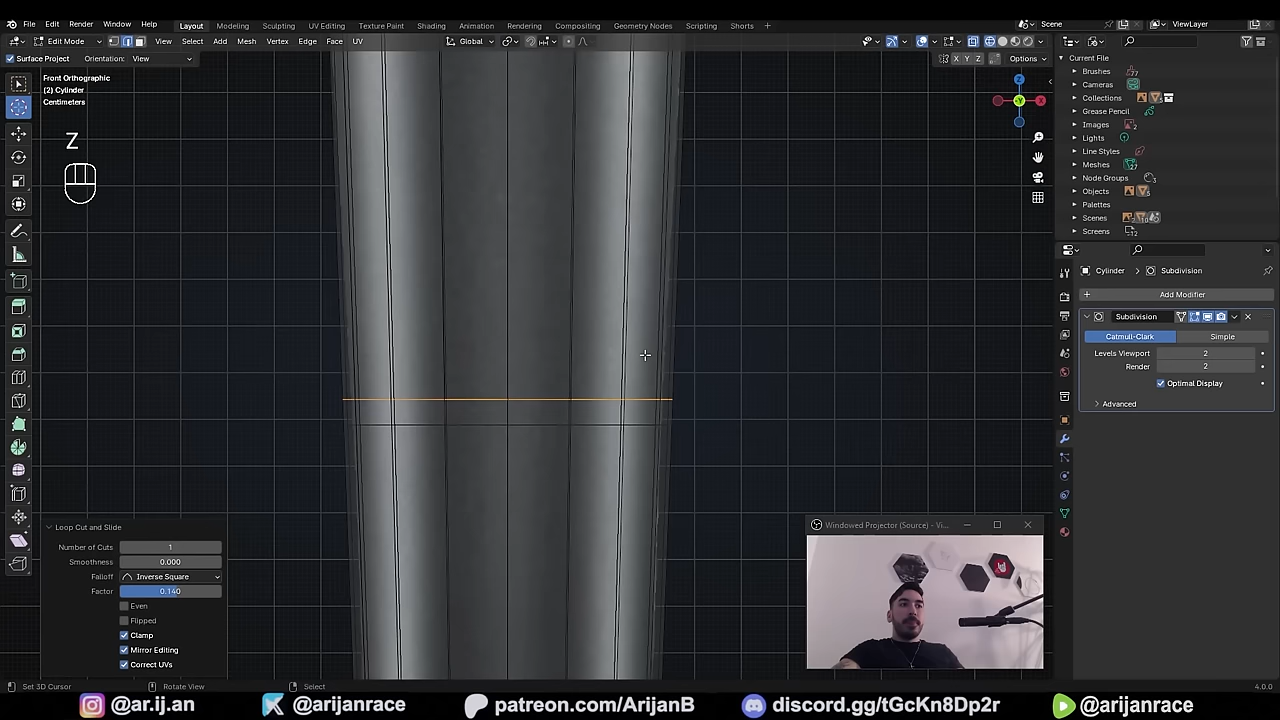 File Edit Render Window Help
Layout Modeling Sculpting UV Editing Texture Paint Shading Animation Rendering Compositing Geometry Nodes Scripting Shorts +
Scene ViewLayer
Edit Mode View Select Add Mesh Vertex Edge Face UV Global
Surface Project Orientation: View X Y Z Options
Front Orthographic
(2) Cylinder
Centimeters
Z
Z
X
-Y
Current File
Brushes
Cameras
Collections
Grease Pencil
Images
Lights
Line Styles
Meshes
Node Groups
Objects
Palettes
Scenes
Screens
Cylinder > Subdivision
Add Modifier
Subdivision
Catmull-Clark Simple
Levels Viewport 2
Render 2
Optimal Display
Advanced
Loop Cut and Slide
Number of Cuts 1
Smoothness 0.000
Falloff Inverse Square
Factor 0.140
Even
Flipped
Clamp
Mirror Editing
Correct UVs
Windowed Projector (Source) - Vi...
Set 3D Cursor Rotate View Select 4.0.0
@ar.ij.an @arijanrace patreon.com/ArijanB discord.gg/tGcKn8Dp2r @arijanrace